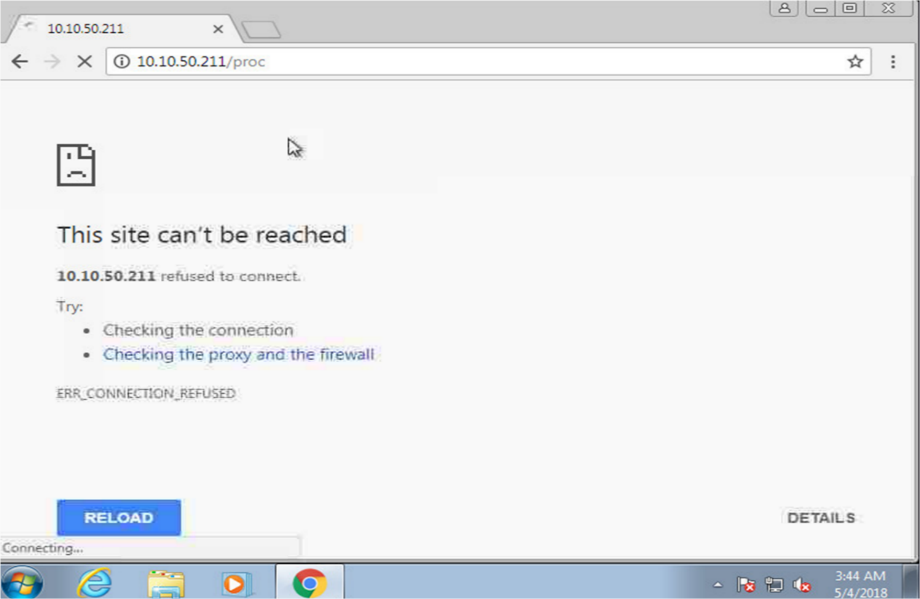 10.10.50.211
10.10.50.211/proc
This site can't be reached
10.10.50.211 refused to connect.
Try:
• Checking the connection
• Checking the proxy and the firewall
ERR_CONNECTION_REFUSED
RELOAD
DETAILS
Connecting...
3:44 AM
5/4/2018